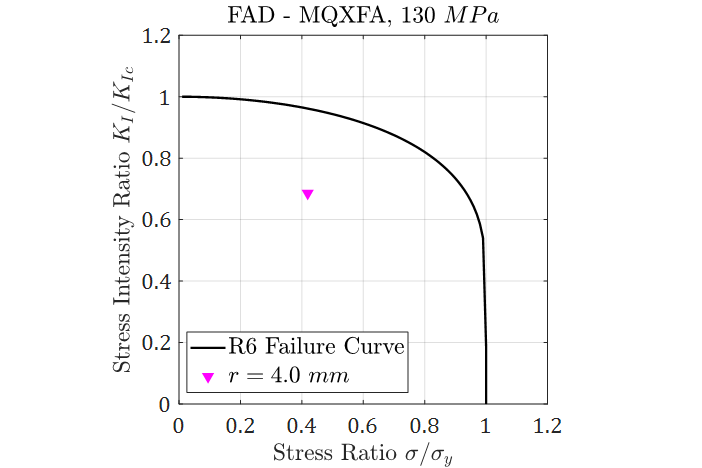 FAD - MQXFA, 130 MPa
Stress Intensity Ratio K_I/K_{Ic}
1.2
1
0.8
0.6
0.4
0.2
0
R6 Failure Curve
r = 4.0 mm
0 0.2 0.4 0.6 0.8 1 1.2
Stress Ratio σ/σ_y